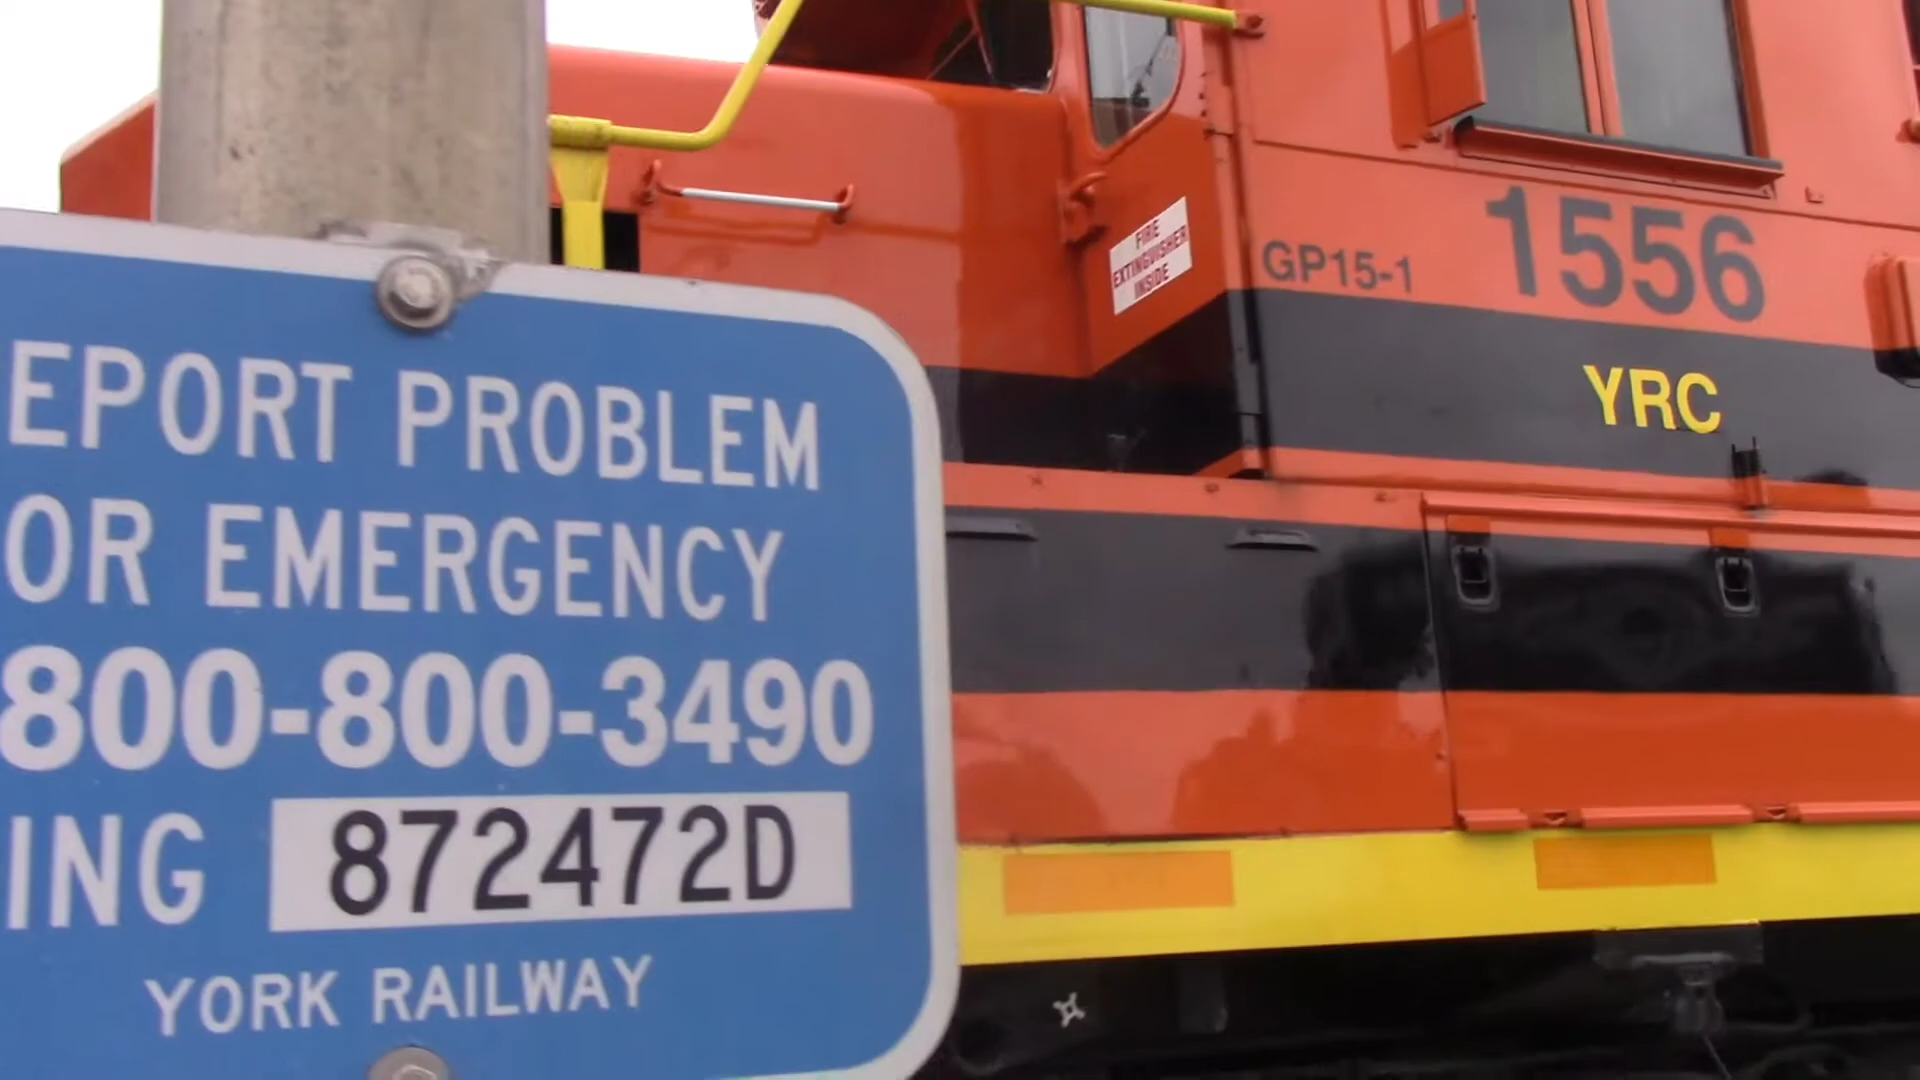 EPORT PROBLEM
OR EMERGENCY
800-800-3490
ING 872472D
YORK RAILWAY
FIRE
EXTINGUISHER
INSIDE
GP15-1
1556
YRC